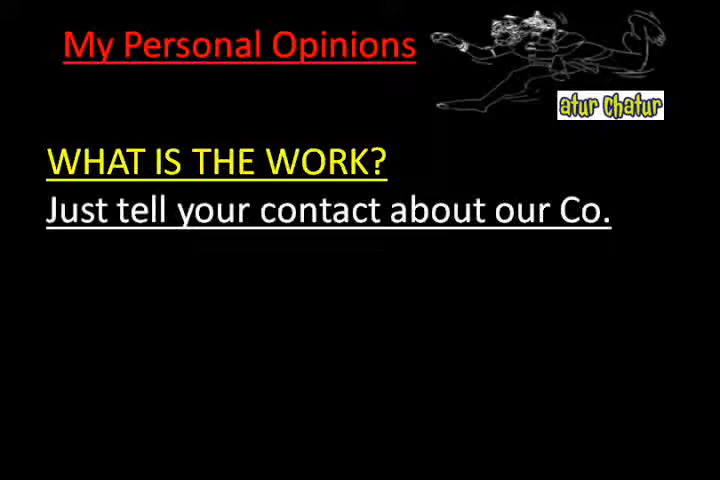 My Personal Opinions
atur Chatur
WHAT IS THE WORK?
Just tell your contact about our Co.